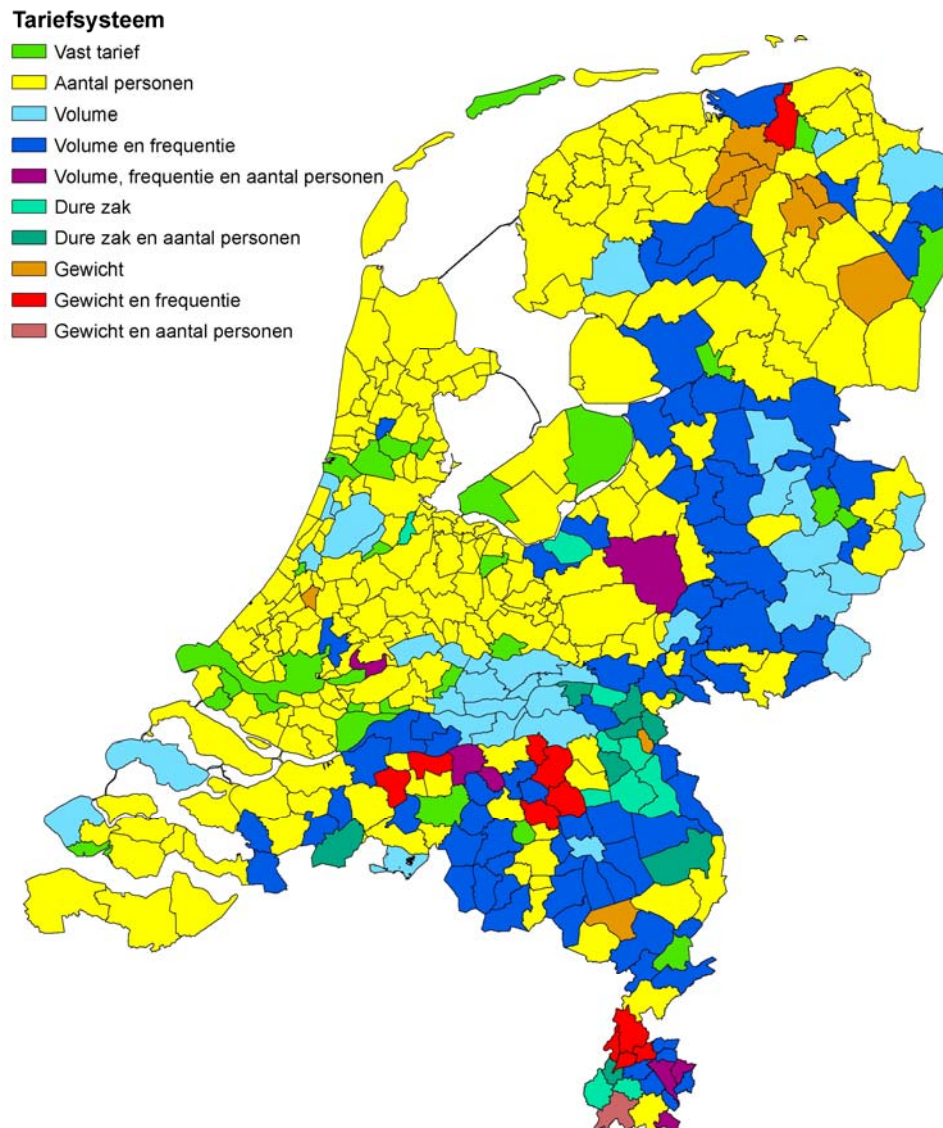 Tariefsysteem
Vast tarief
Aantal personen
Volume
Volume en frequentie
Volume, frequentie en aantal personen
Dure zak
Dure zak en aantal personen
Gewicht
Gewicht en frequentie
Gewicht en aantal personen